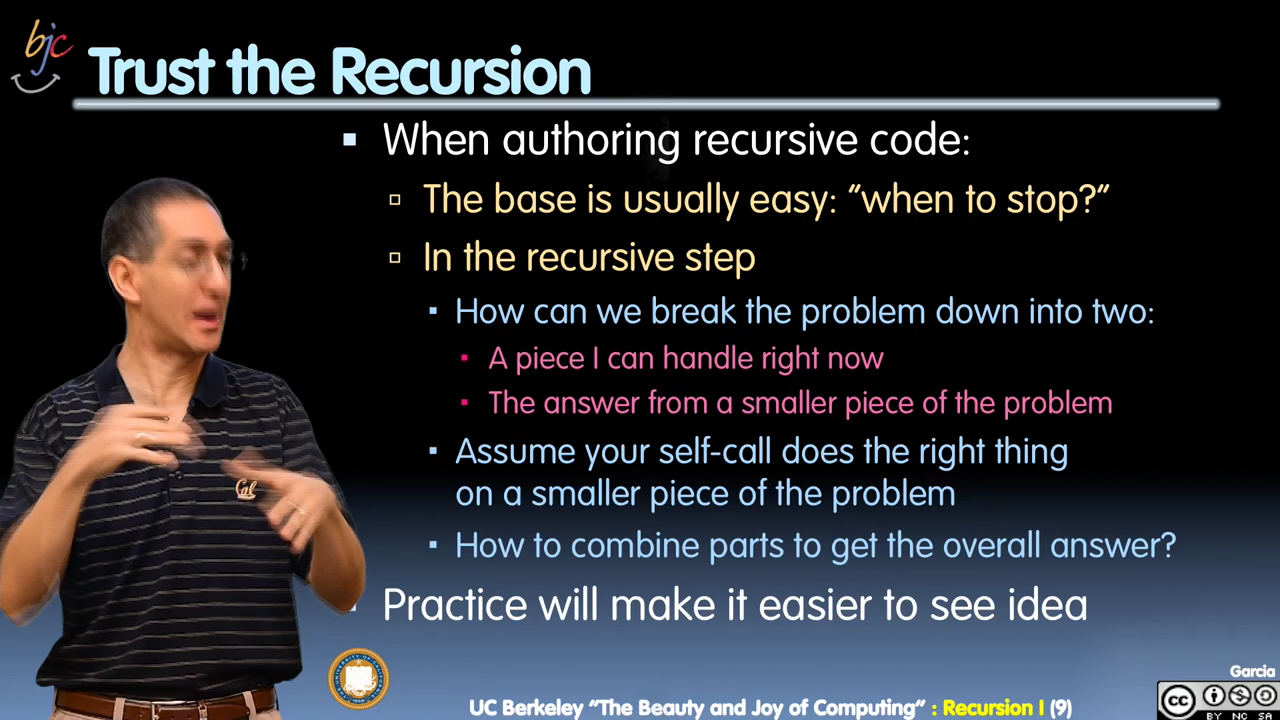 bjc
Trust the Recursion
When authoring recursive code:
The base is usually easy: “when to stop?”
In the recursive step
How can we break the problem down into two:
A piece I can handle right now
The answer from a smaller piece of the problem
Assume your self-call does the right thing
on a smaller piece of the problem
How to combine parts to get the overall answer?
Practice will make it easier to see idea
Cal
Garcia
UC Berkeley “The Beauty and Joy of Computing” : Recursion I (9)
cc
BY NC SA